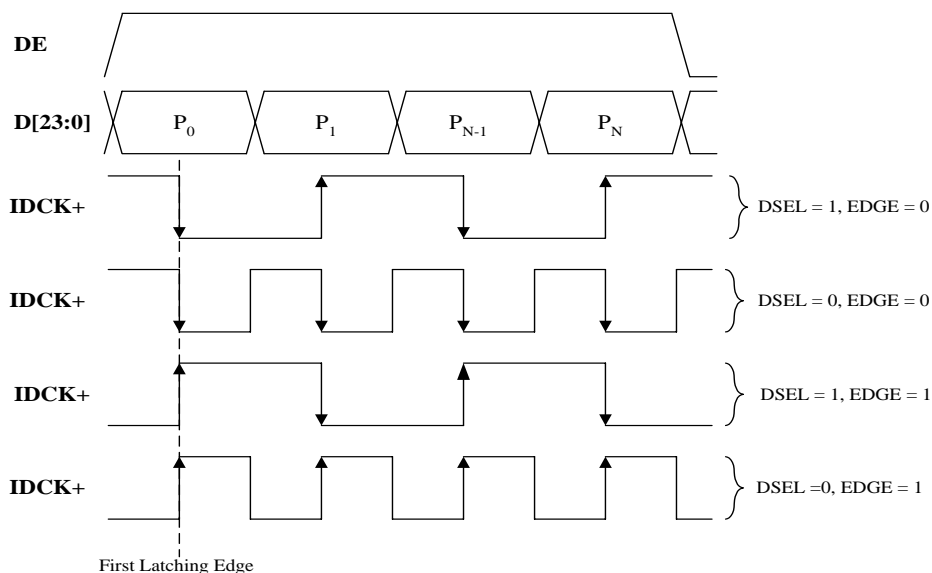 DE
D[23:0] P0 P1 PN-1 PN
IDCK+ DSEL = 1, EDGE = 0
IDCK+ DSEL = 0, EDGE = 0
IDCK+ DSEL = 1, EDGE = 1
IDCK+ DSEL =0, EDGE = 1
First Latching Edge